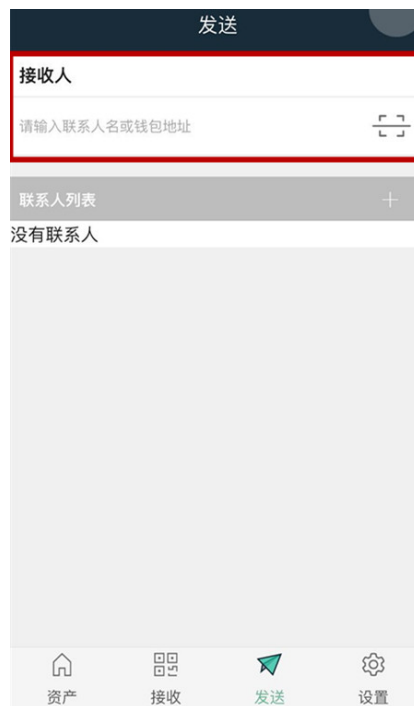 发送
接收人
请输入联系人名或钱包地址
联系人列表
没有联系人
资产
接收
发送
设置